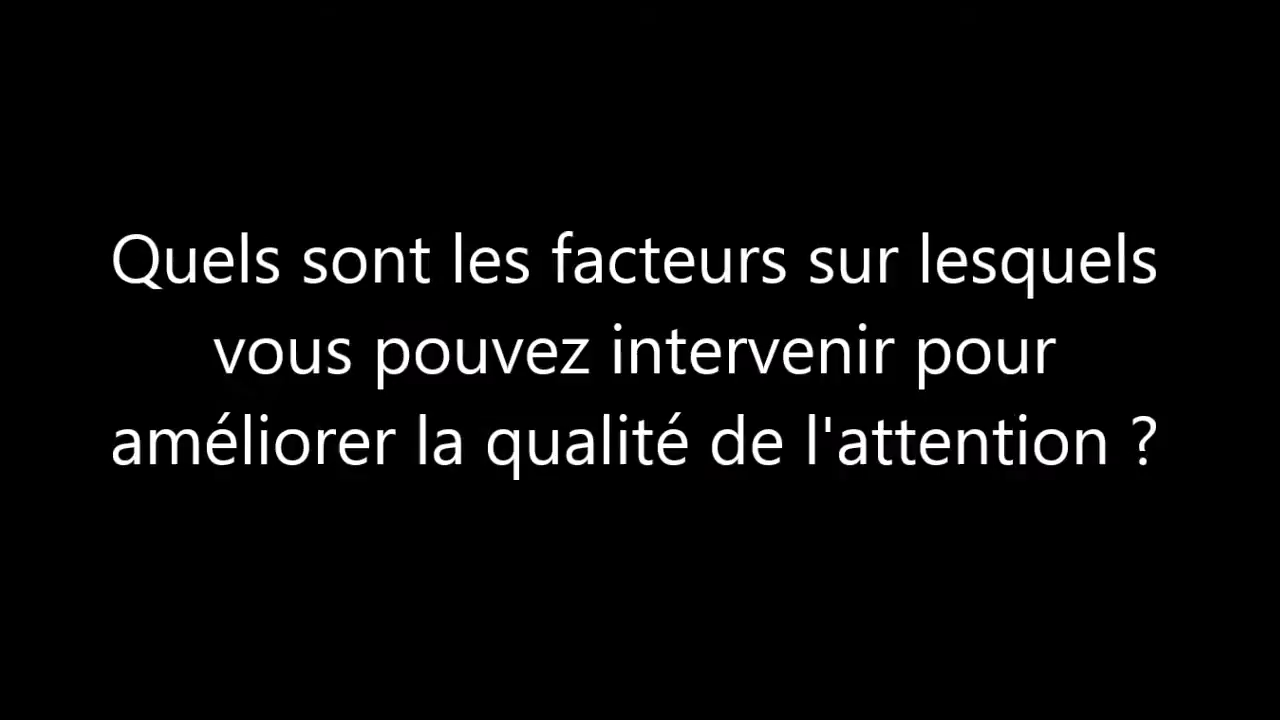 Quels sont les facteurs sur lesquels
vous pouvez intervenir pour
améliorer la qualité de l'attention ?